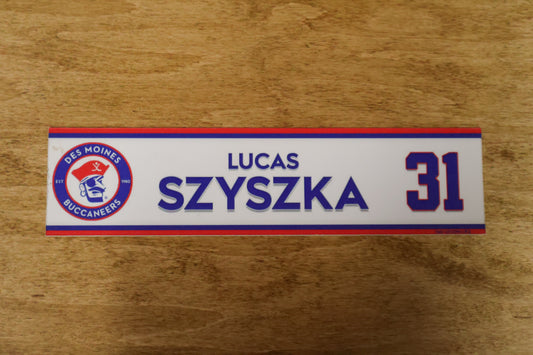 DES MOINES
EST 1980
BUCCANEERS
LUCAS
SZYSZKA
31